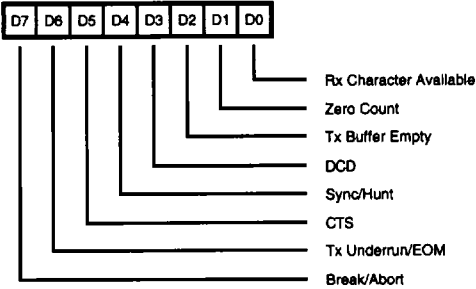 D7 D6 D5 D4 D3 D2 D1 D0
Rx Character Available
Zero Count
Tx Buffer Empty
DCD
Sync/Hunt
CTS
Tx Underrun/EOM
Break/Abort